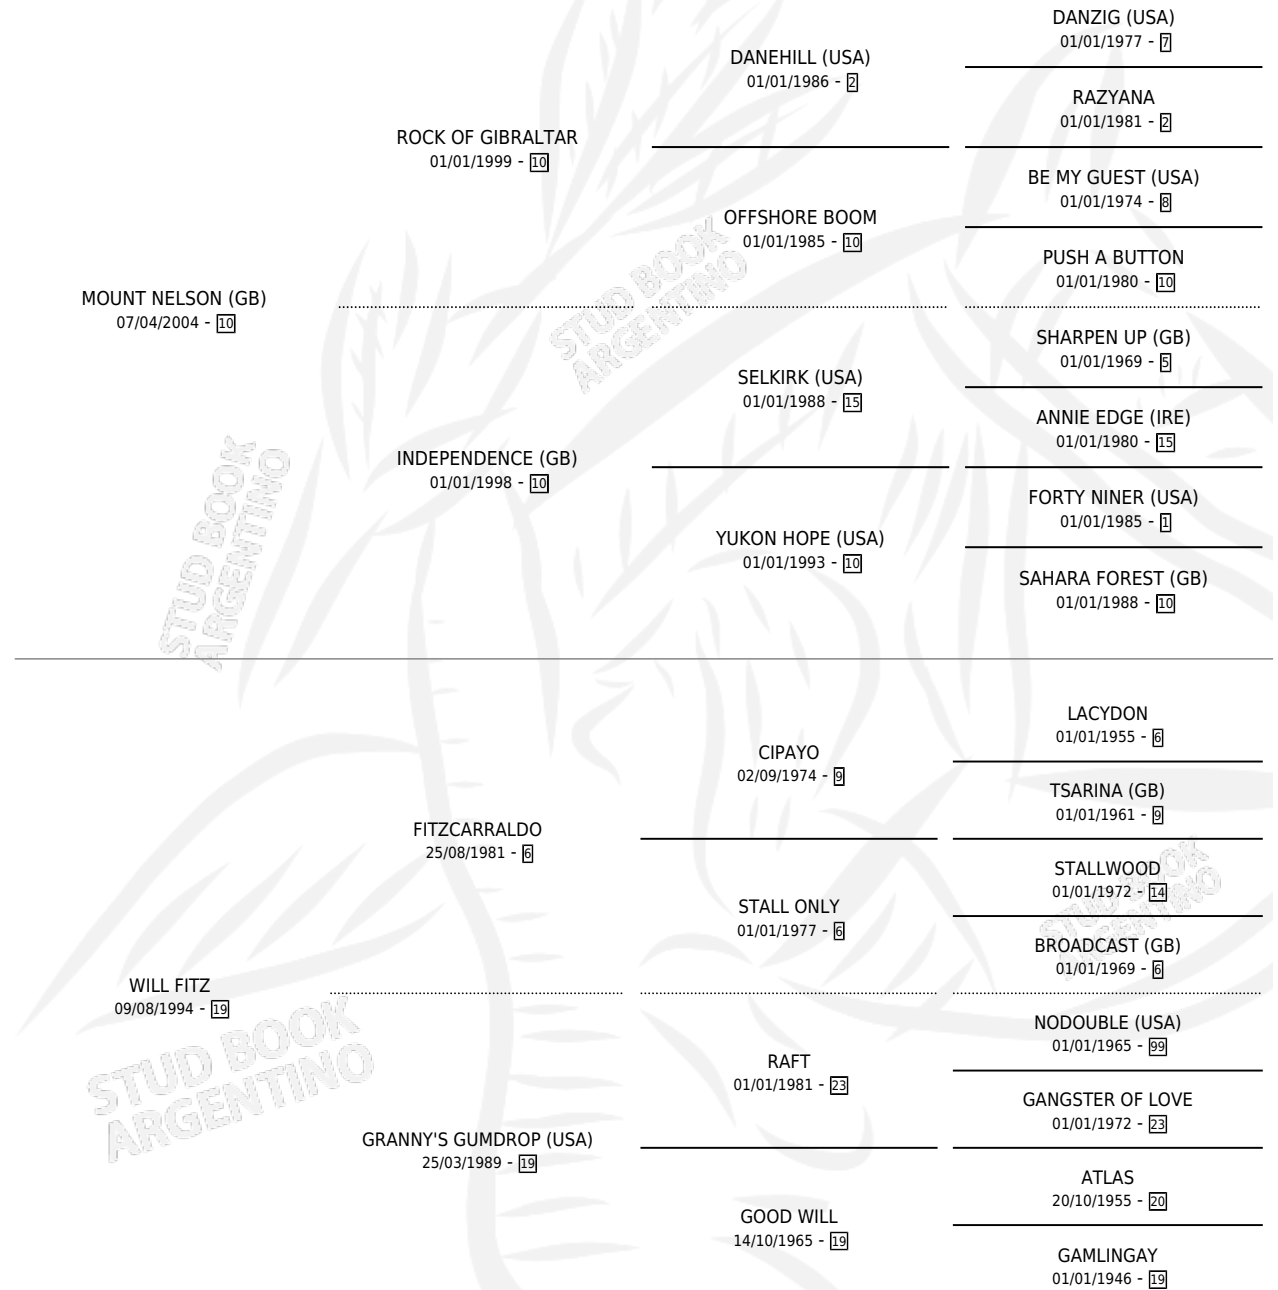 DANZIG (USA)
01/01/1977 - 7
DANEHILL (USA)
01/01/1986 - 2
RAZYANA
01/01/1981 - 2
ROCK OF GIBRALTAR
01/01/1999 - 10
BE MY GUEST (USA)
01/01/1974 - 8
OFFSHORE BOOM
01/01/1985 - 10
PUSH A BUTTON
01/01/1980 - 10
MOUNT NELSON (GB)
07/04/2004 - 10
SHARPEN UP (GB)
01/01/1969 - 5
SELKIRK (USA)
01/01/1988 - 15
ANNIE EDGE (IRE)
01/01/1980 - 15
INDEPENDENCE (GB)
01/01/1998 - 10
FORTY NINER (USA)
01/01/1985 - 1
YUKON HOPE (USA)
01/01/1993 - 10
SAHARA FOREST (GB)
01/01/1988 - 10
LACYDON
01/01/1955 - 6
CIPAYO
02/09/1974 - 9
TSARINA (GB)
01/01/1961 - 9
FITZCARRALDO
25/08/1981 - 6
STALLWOOD
01/01/1972 - 14
STALL ONLY
01/01/1977 - 6
BROADCAST (GB)
01/01/1969 - 6
WILL FITZ
09/08/1994 - 19
NODOUBLE (USA)
01/01/1965 - 99
RAFT
01/01/1981 - 23
GANGSTER OF LOVE
01/01/1972 - 23
GRANNY'S GUMDROP (USA)
25/03/1989 - 19
ATLAS
20/10/1955 - 20
GOOD WILL
14/10/1965 - 19
GAMLINGAY
01/01/1946 - 19
STUD BOOK
ARGENTINO
STUD BOOK
ARGENTINO
STUD BOOK
ARGENTINO
STUD BOOK
ARGENTINO